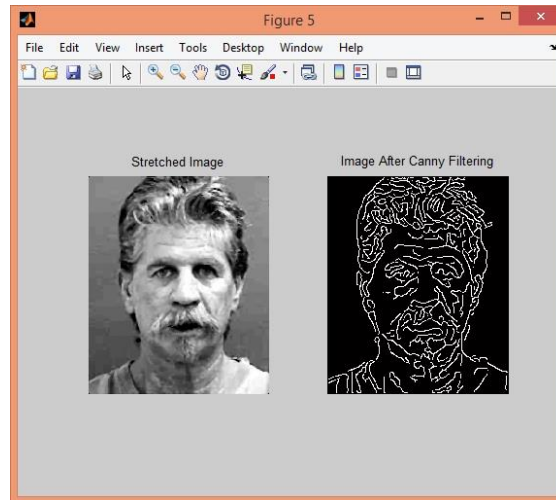 Figure 5
File Edit View Insert Tools Desktop Window Help
Stretched Image Image After Canny Filtering